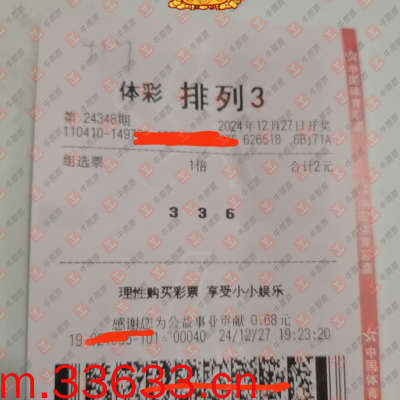 体彩 排列3
第 24348期 2024年12月27日开奖
110410-1497 626518 6Bj71A
组选票 1倍 合计2元
3 3 6
理性购买彩票 享受小小娱乐
感谢您为公益事业贡献 0.68元
19 -101 00040 24/12/27 19:23:20
m.33633.cn